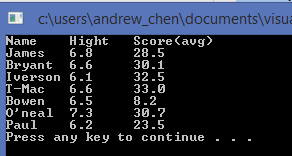 c:\users\andrew_chen\documents\visua
Name Hight Score(avg)
James 6.8 28.5
Bryant 6.6 30.1
Iverson 6.1 32.5
T-Mac 6.6 33.0
Bowen 6.5 8.2
O'neal 7.3 30.7
Paul 6.2 23.5
Press any key to continue . . .